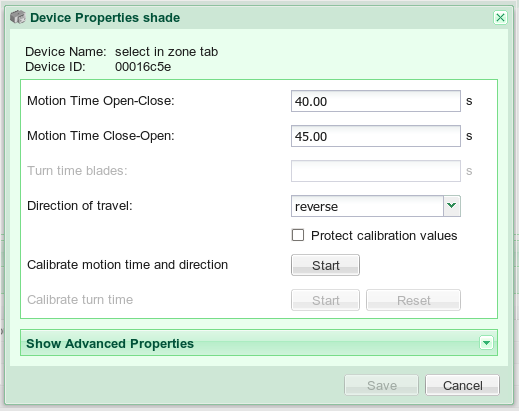 Device Properties shade
Device Name: select in zone tab
Device ID: 00016c5e
Motion Time Open-Close: 40.00 s
Motion Time Close-Open: 45.00 s
Turn time blades: s
Direction of travel: reverse
Protect calibration values
Calibrate motion time and direction Start
Calibrate turn time Start Reset
Show Advanced Properties
Save Cancel